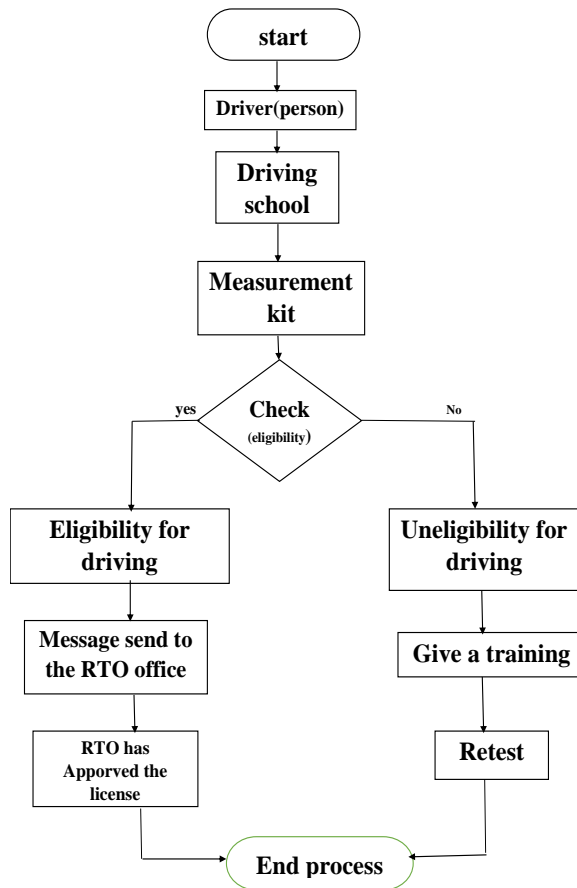 start
Driver(person)
Driving
school
Measurement
kit
yes
Check
(eligibility)
No
Eligibility for
driving
Uneligibility for
driving
Message send to
the RTO office
Give a training
RTO has
Apporved the
license
Retest
End process